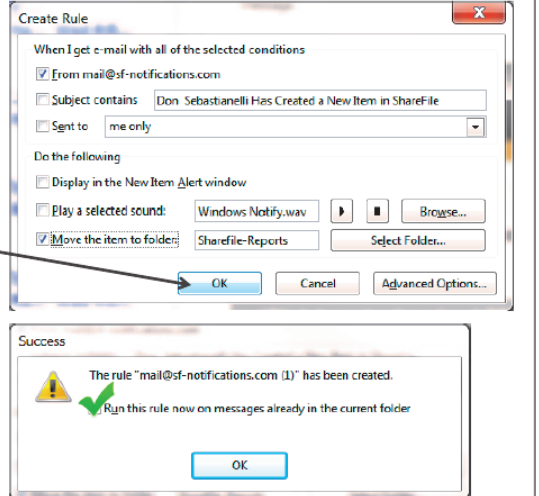 Create Rule
When I get e-mail with all of the selected conditions
From mail@sf-notifications.com
Subject contains Don Sebastianelli Has Created a New Item in ShareFile
Sent to me only
Do the following
Display in the New Item Alert window
Play a selected sound: Windows Notify.wav Browse...
Move the item to folder: Sharefile-Reports Select Folder...
OK Cancel Advanced Options...
Success
The rule "mail@sf-notifications.com (1)" has been created.
Run this rule now on messages already in the current folder
OK